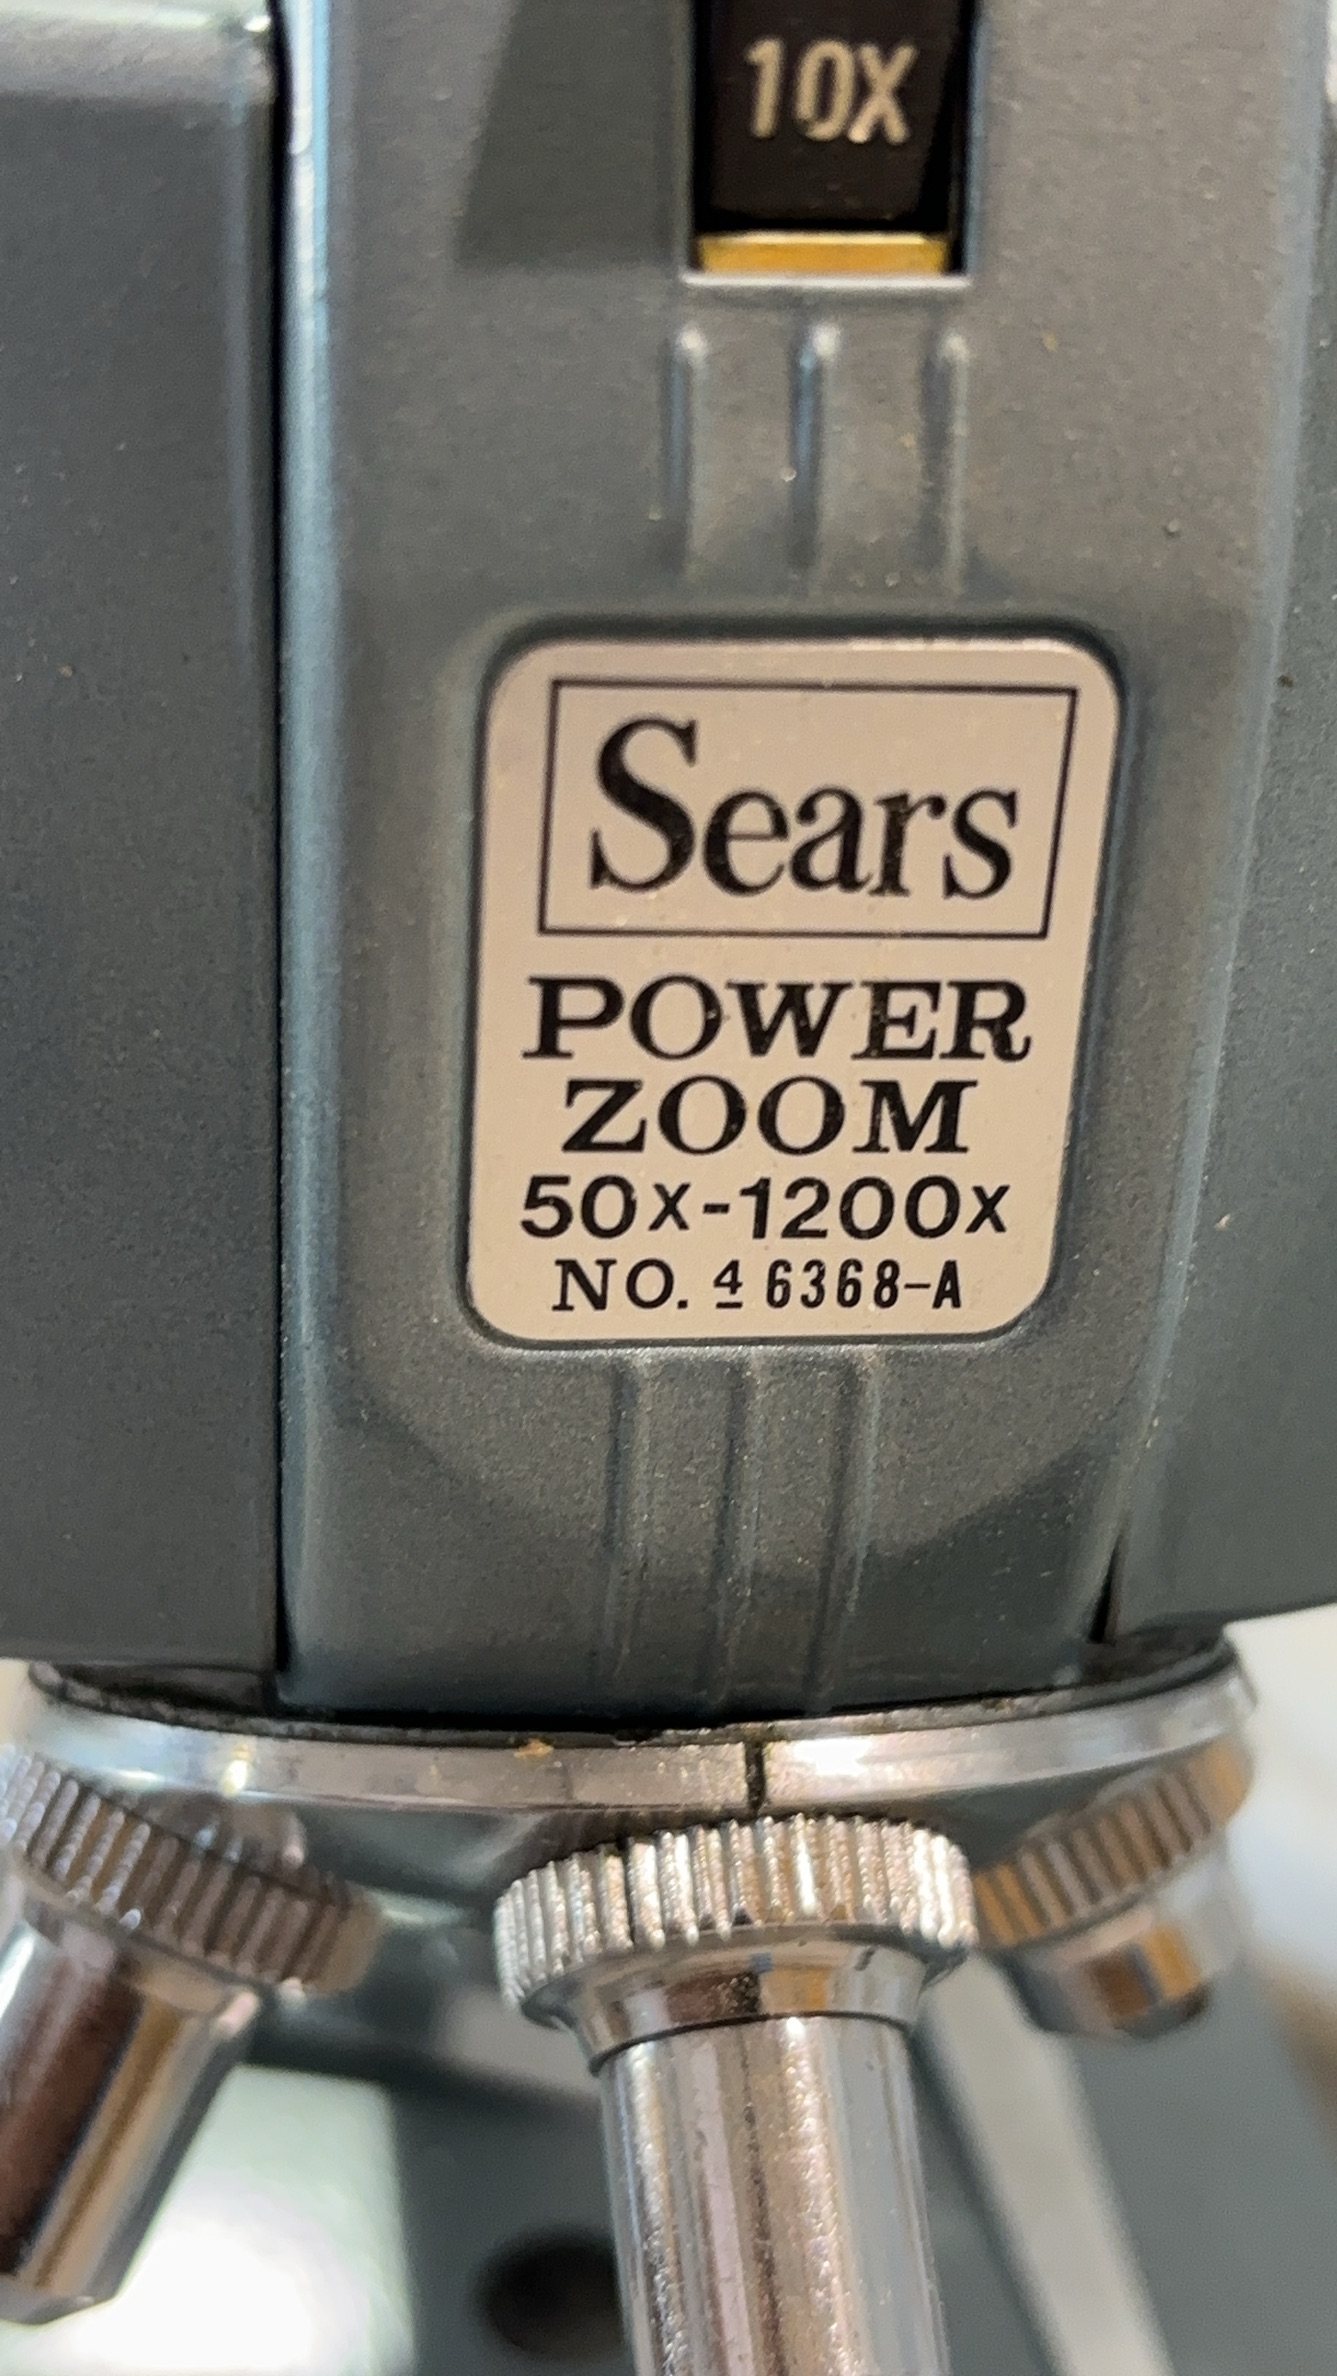 10X
Sears
POWER
ZOOM
50x-1200x
NO. 4 6368-A